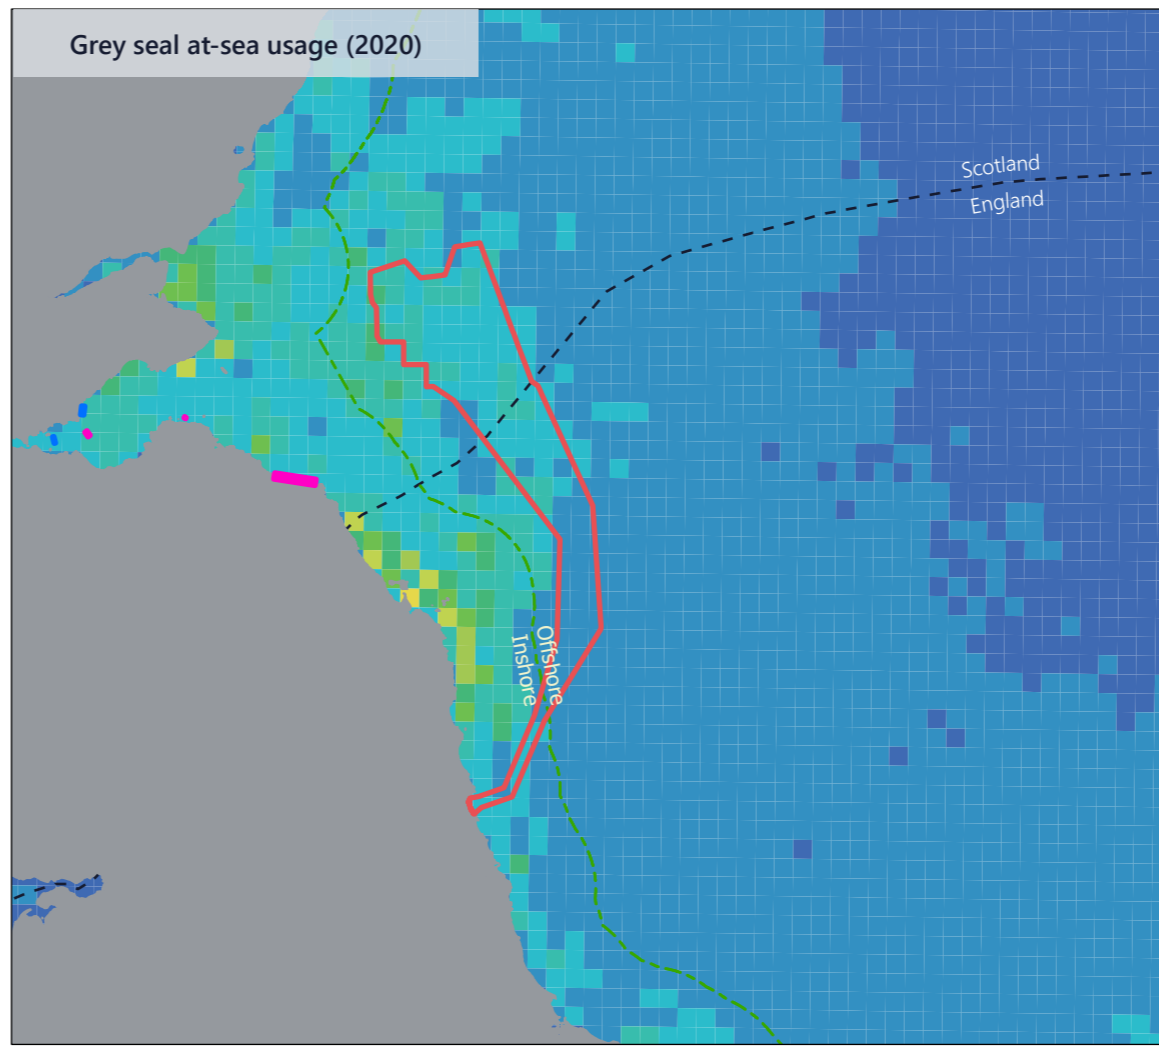 Grey seal at-sea usage (2020)
Scotland
England
Offshore
Inshore